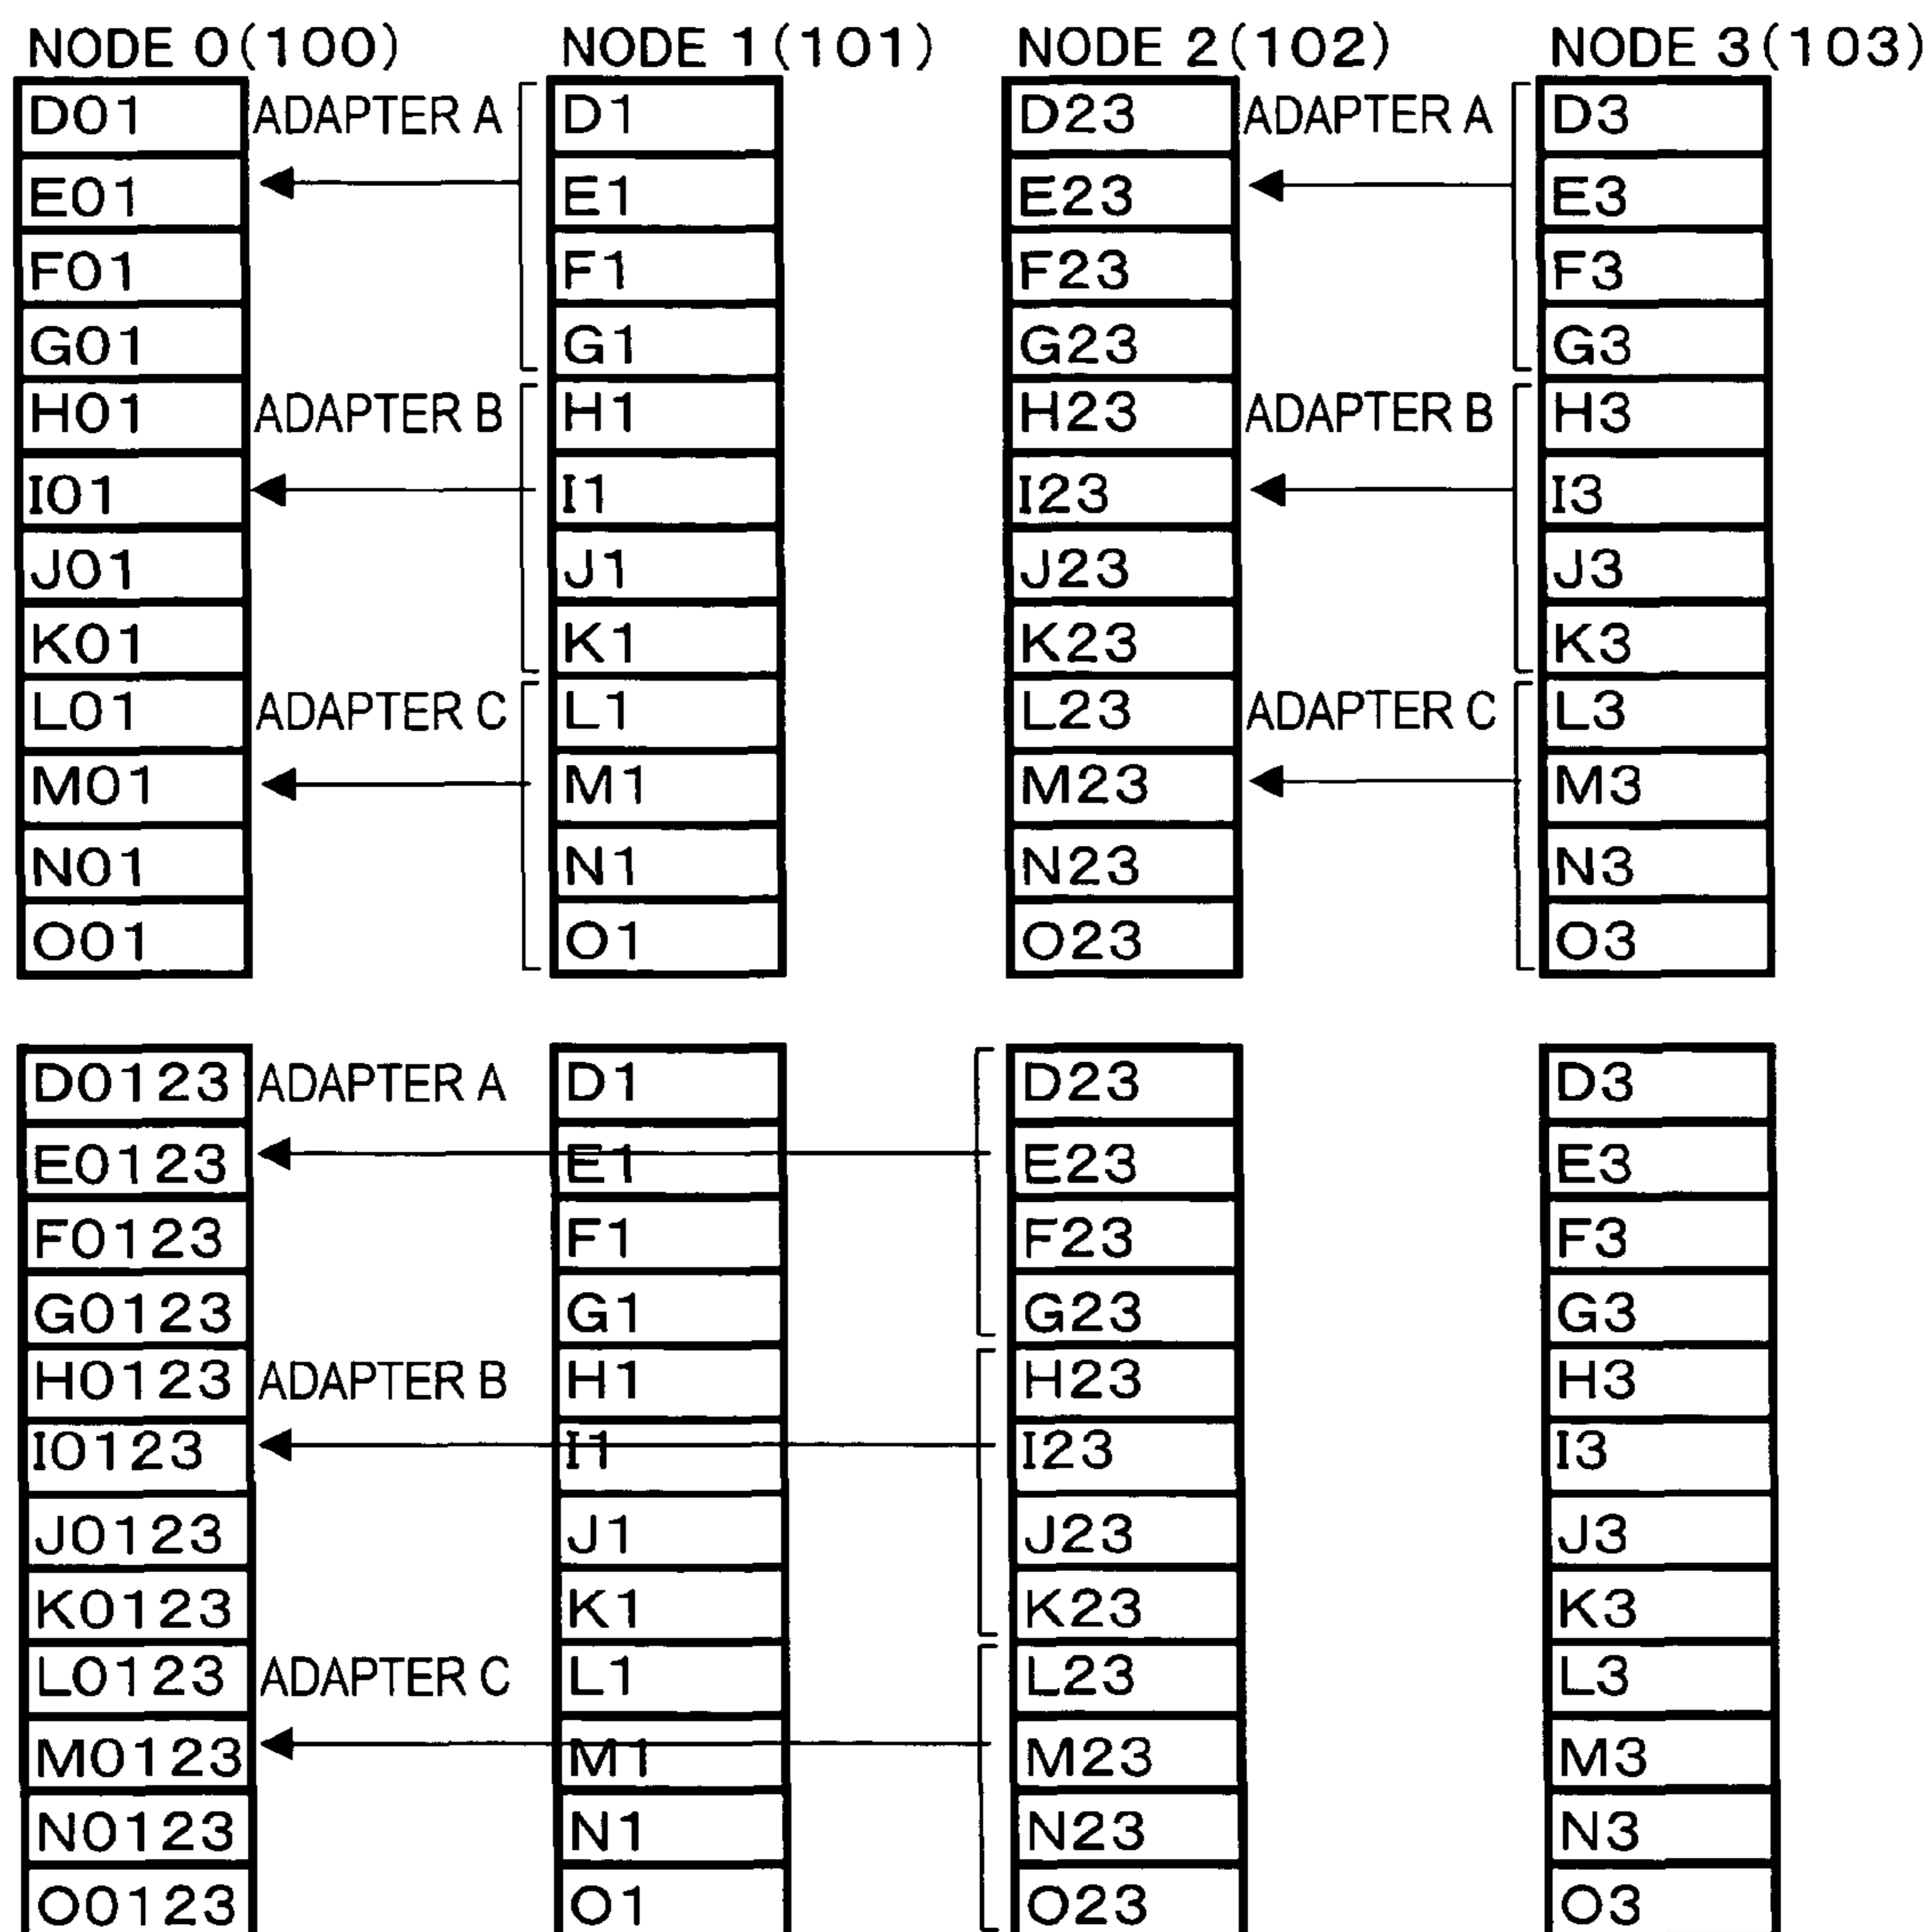 NODE 0(100) NODE 1(101) NODE 2(102) NODE 3(103)
D01 ADAPTER A D1 D23 ADAPTER A D3
E01 E1 E23 E3
F01 F1 F23 F3
G01 G1 G23 G3
H01 ADAPTER B H1 H23 ADAPTER B H3
I01 I1 I23 I3
J01 J1 J23 J3
K01 K1 K23 K3
L01 ADAPTER C L1 L23 ADAPTER C L3
M01 M1 M23 M3
N01 N1 N23 N3
O01 O1 O23 O3
D0123 ADAPTER A D1 D23 D3
E0123 E1 E23 E3
F0123 F1 F23 F3
G0123 G1 G23 G3
H0123 ADAPTER B H1 H23 H3
I0123 I1 I23 I3
J0123 J1 J23 J3
K0123 K1 K23 K3
L0123 ADAPTER C L1 L23 L3
M0123 M1 M23 M3
N0123 N1 N23 N3
O0123 O1 O23 O3